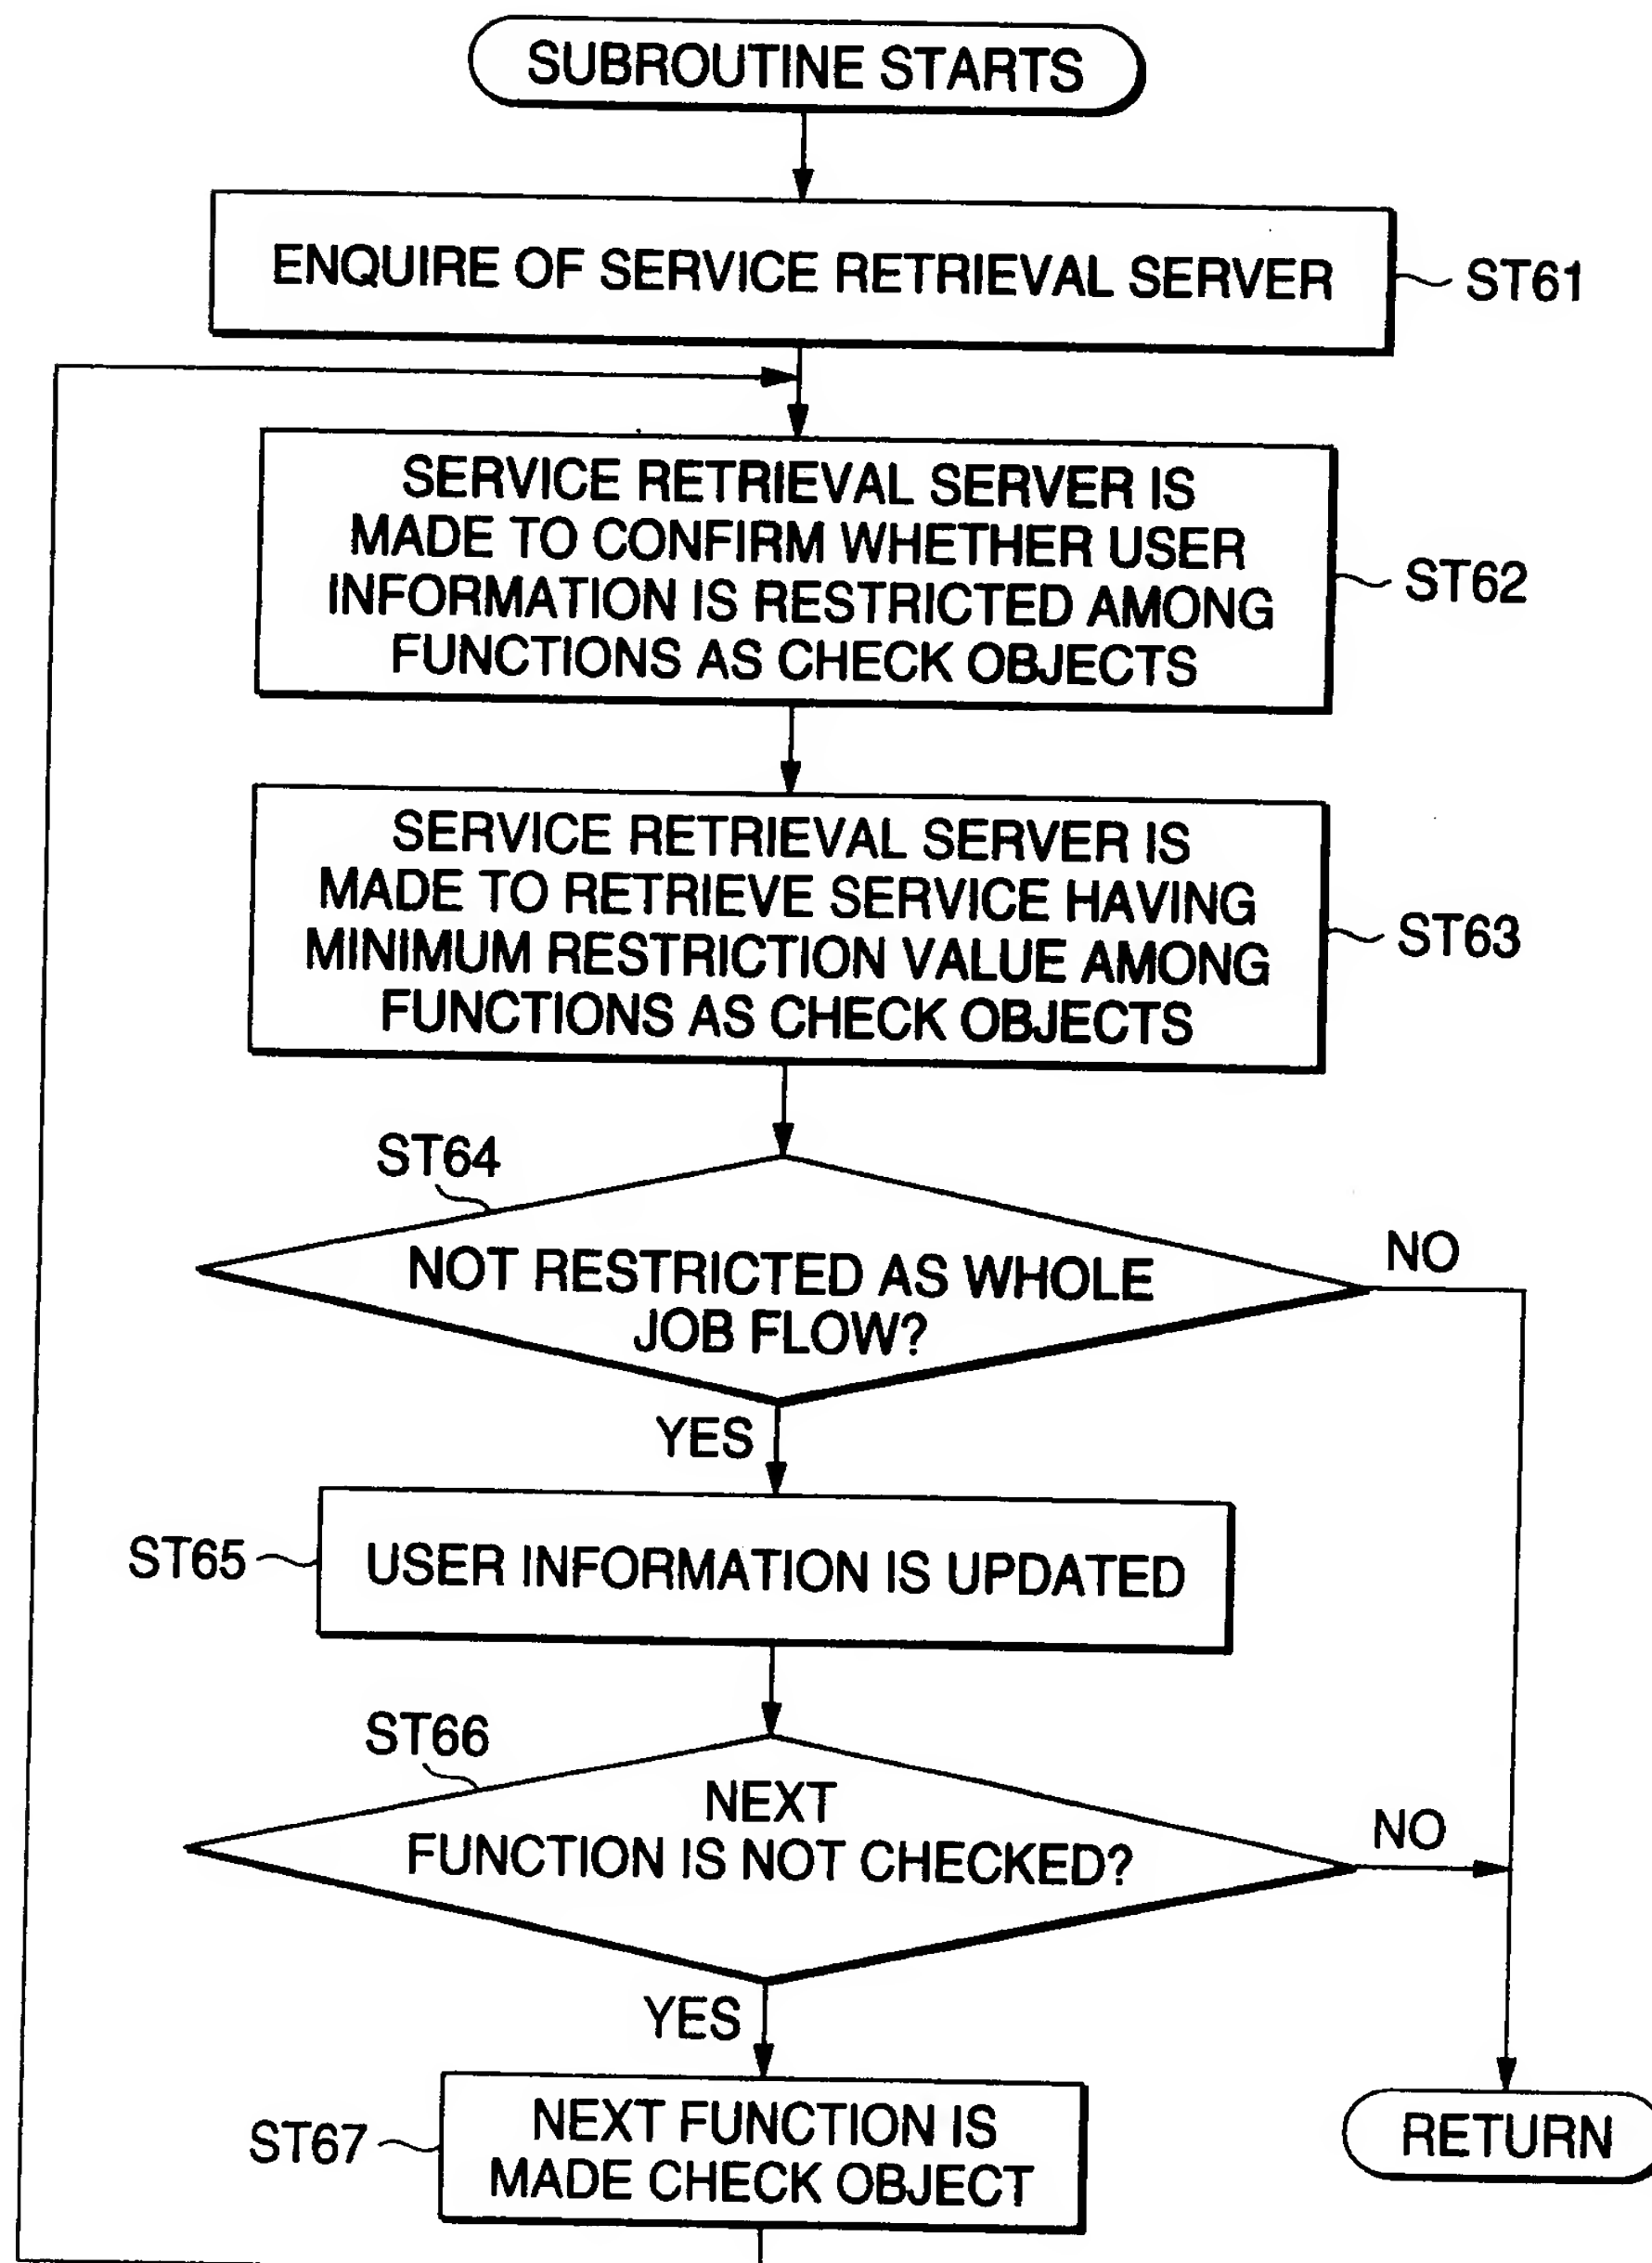 SUBROUTINE STARTS
ENQUIRE OF SERVICE RETRIEVAL SERVER
ST61
SERVICE RETRIEVAL SERVER IS
MADE TO CONFIRM WHETHER USER
INFORMATION IS RESTRICTED AMONG
FUNCTIONS AS CHECK OBJECTS
ST62
SERVICE RETRIEVAL SERVER IS
MADE TO RETRIEVE SERVICE HAVING
MINIMUM RESTRICTION VALUE AMONG
FUNCTIONS AS CHECK OBJECTS
ST63
ST64
NOT RESTRICTED AS WHOLE
JOB FLOW?
NO
YES
ST65
USER INFORMATION IS UPDATED
ST66
NEXT
FUNCTION IS NOT CHECKED?
NO
YES
ST67
NEXT FUNCTION IS
MADE CHECK OBJECT
RETURN